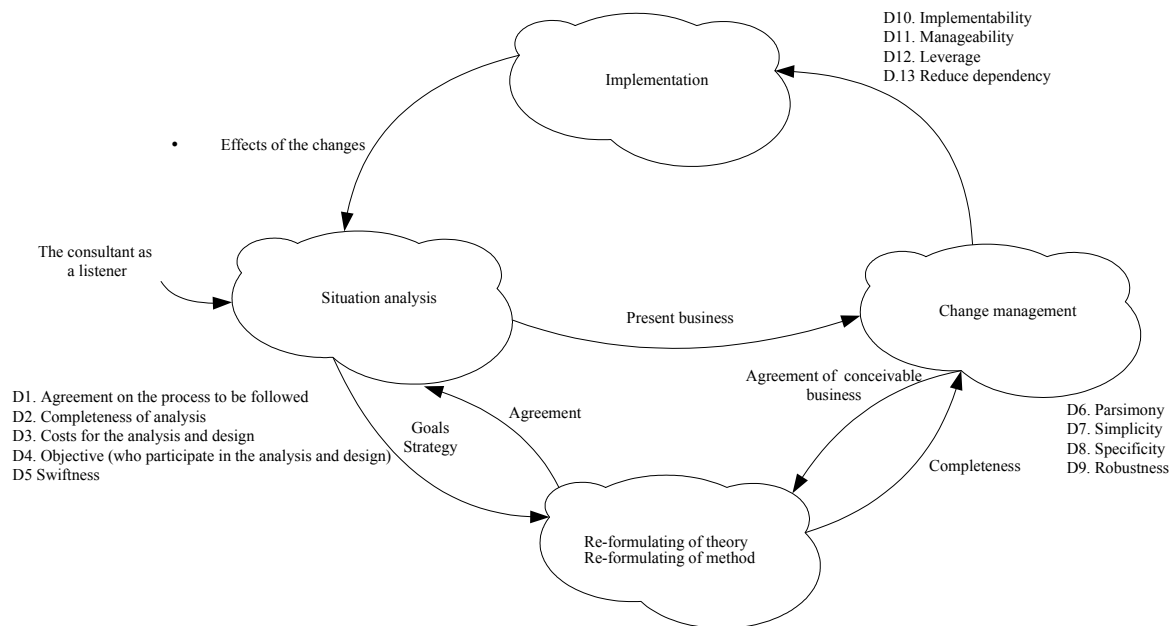 D10. Implementability
D11. Manageability
D12. Leverage
D.13 Reduce dependency
Implementation
• Effects of the changes
The consultant as
a listener
Situation analysis
Present business
Change management
D1. Agreement on the process to be followed
D2. Completeness of analysis
D3. Costs for the analysis and design
D4. Objective (who participate in the analysis and design)
D5 Swiftness
Goals
Strategy
Agreement
Agreement of conceivable
business
Completeness
D6. Parsimony
D7. Simplicity
D8. Specificity
D9. Robustness
Re-formulating of theory
Re-formulating of method